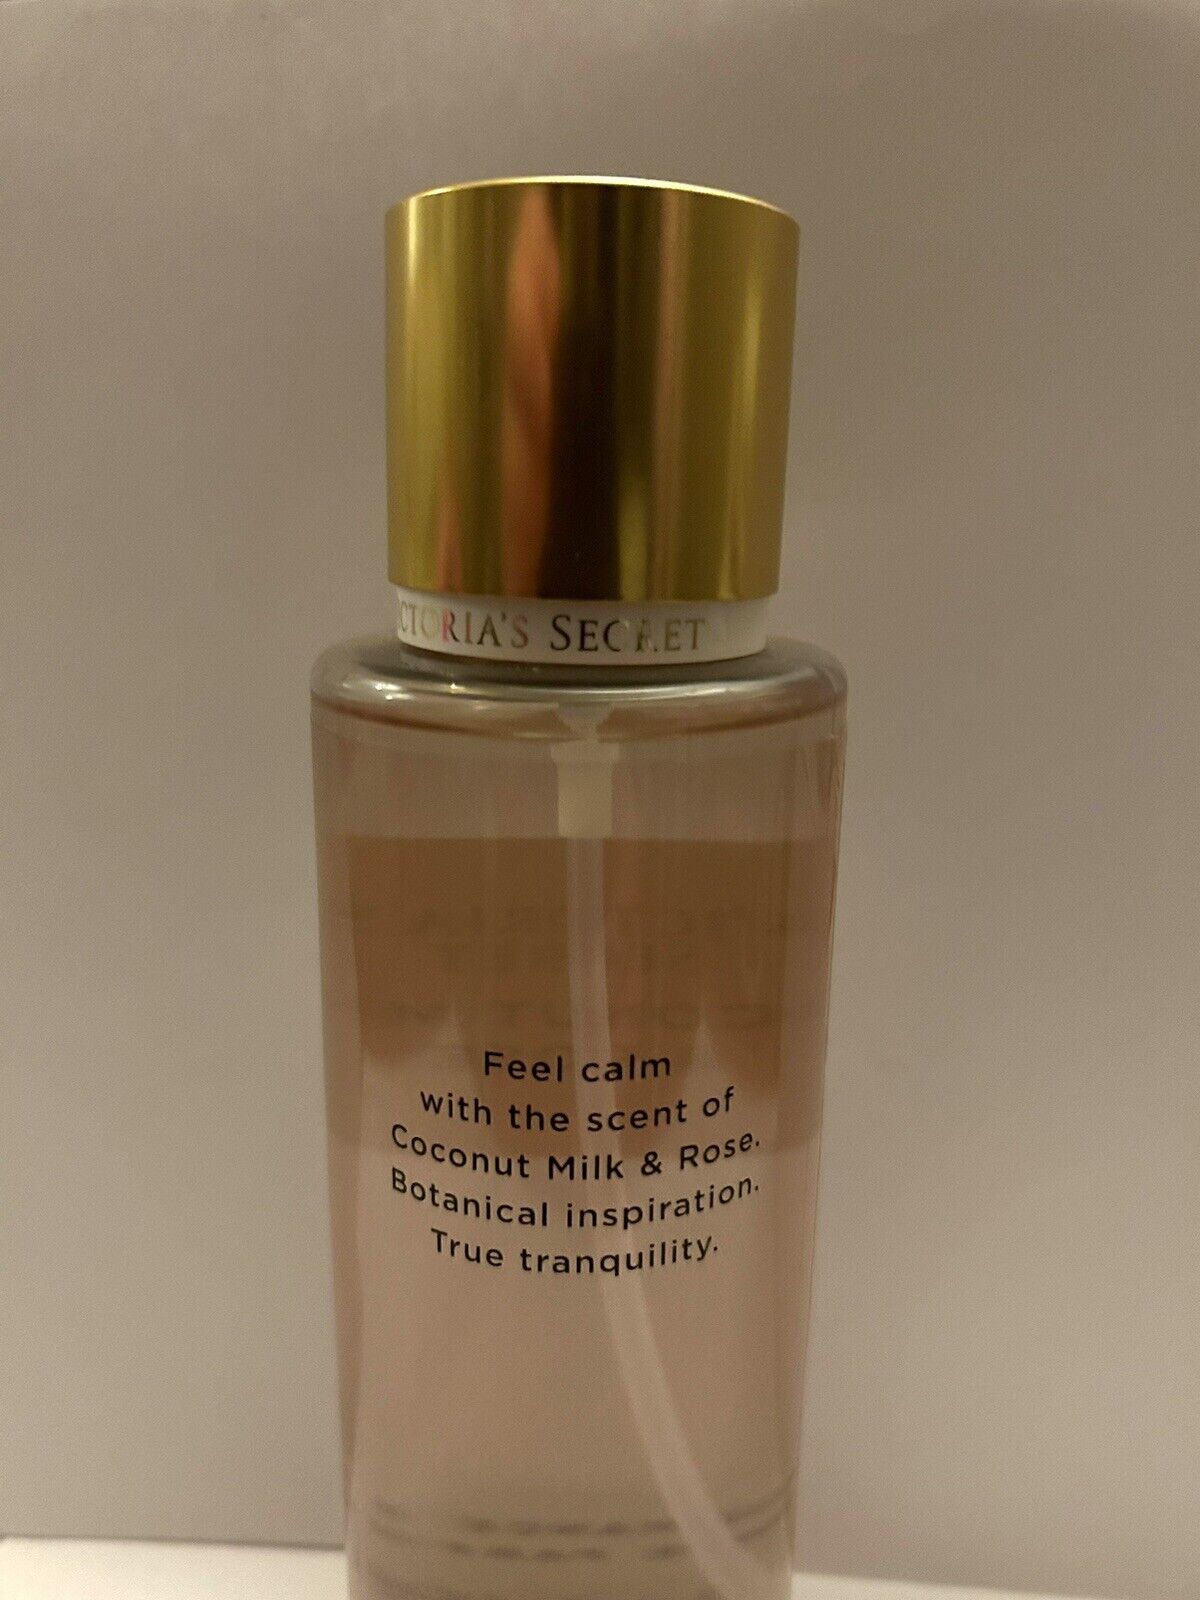 CTORIA'S SECRET
Feel calm
with the scent of
Coconut Milk & Rose.
Botanical inspiration.
True tranquility.